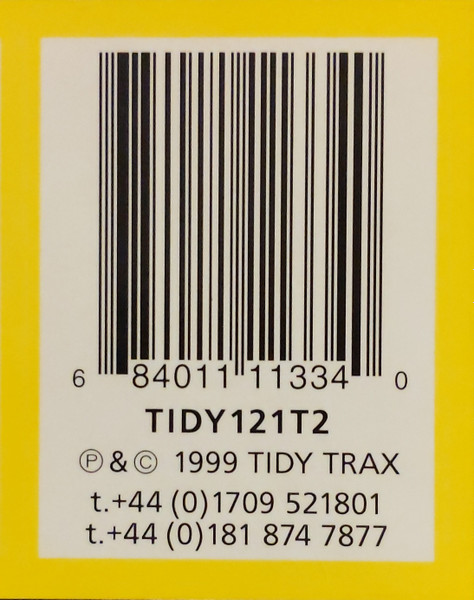 6 84011 11334 0
TIDY121T2
Ⓟ & © 1999 TIDY TRAX
t.+44 (0)1709 521801
t.+44 (0)181 874 7877